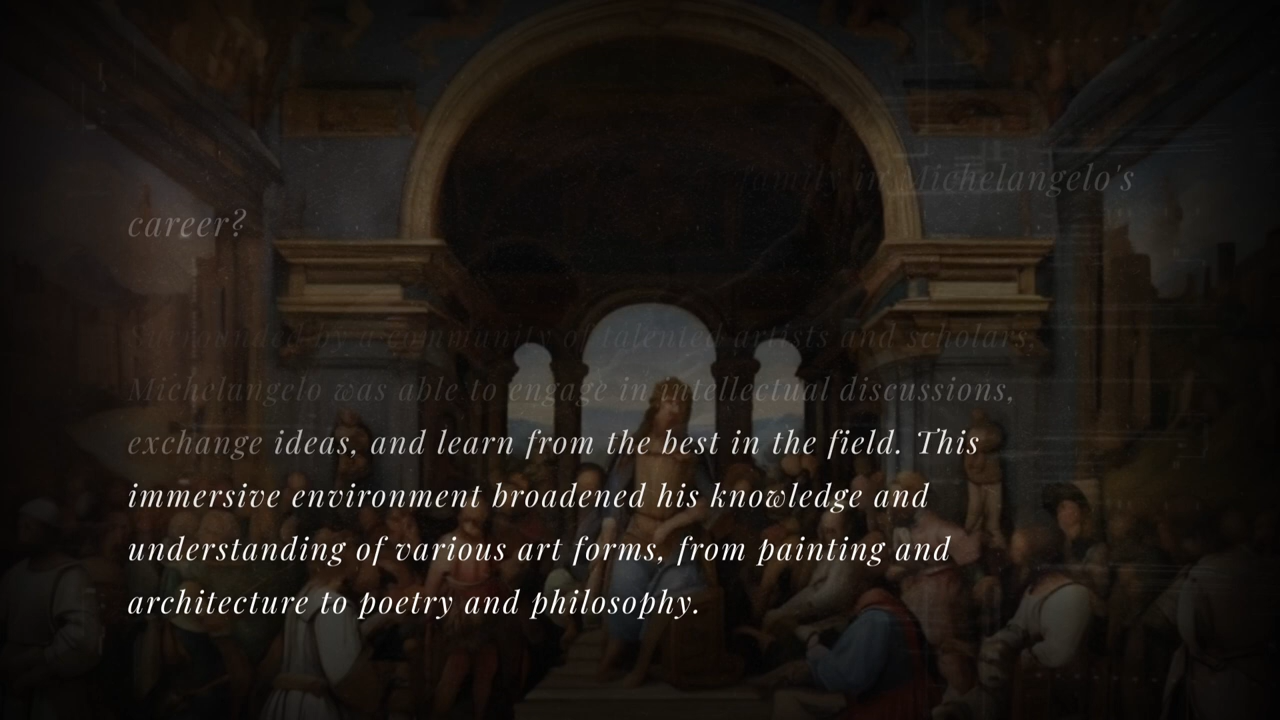 family in Michelangelo's
career?
Surrounded by a community of talented artists and scholars,
Michelangelo was able to engage in intellectual discussions,
exchange ideas, and learn from the best in the field. This
immersive environment broadened his knowledge and
understanding of various art forms, from painting and
architecture to poetry and philosophy.